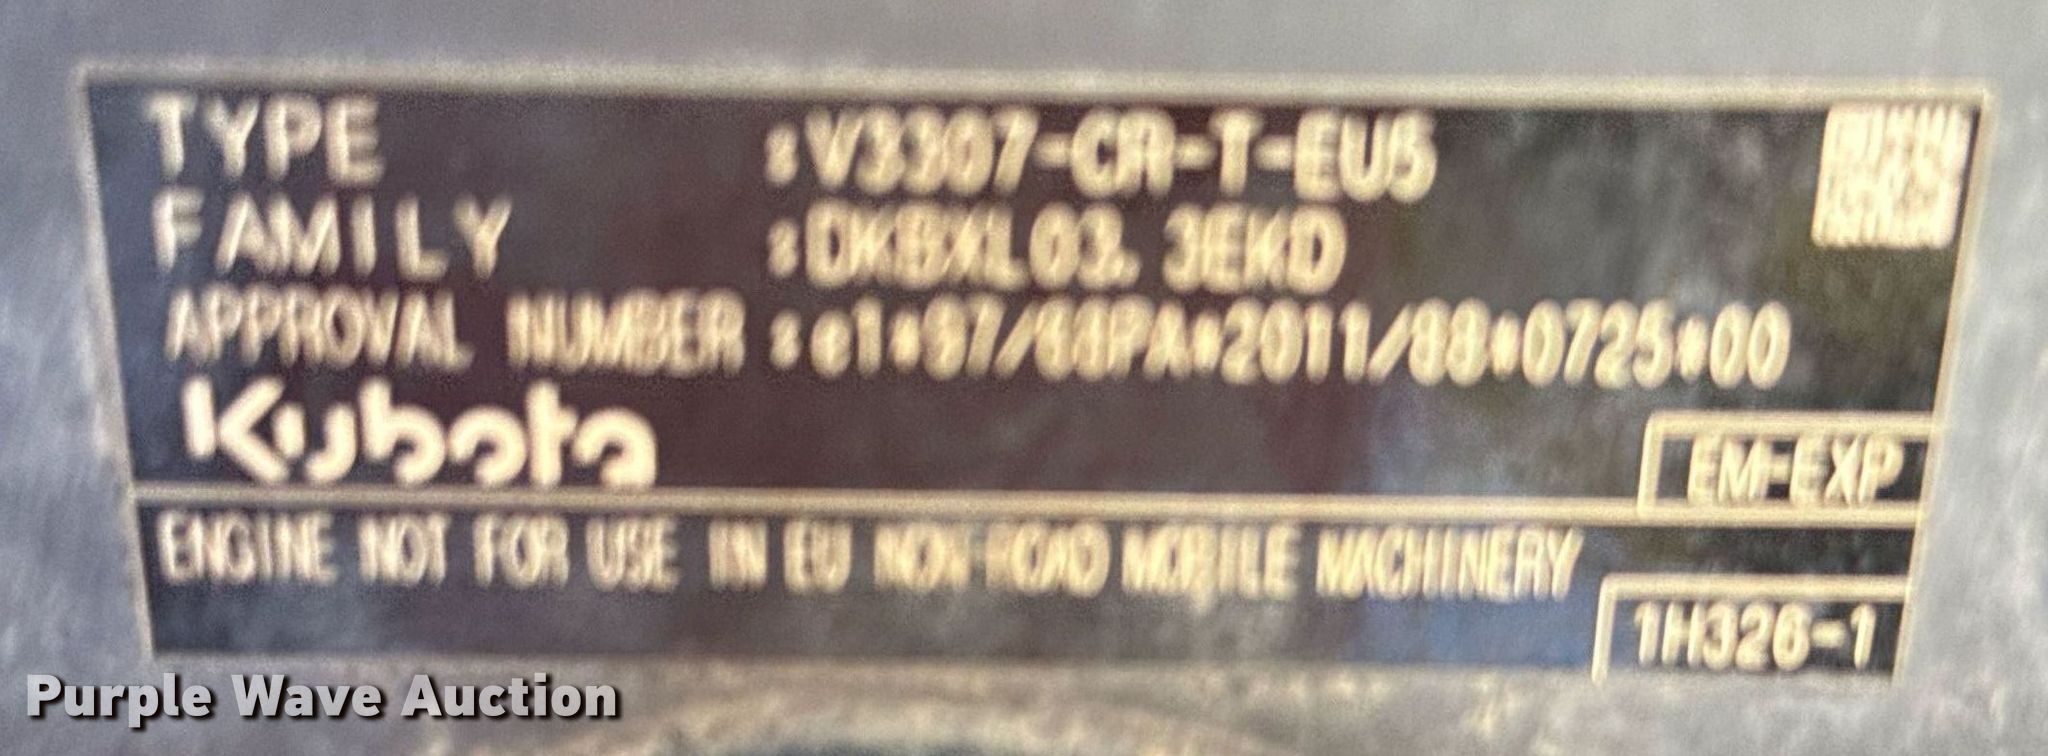 TYPE :V3307-CR-T-EU5
FAMILY :DKBXL03. 3EKD
APPROVAL NUMBER :e1*97/68PA*2011/88*0725*00
Kubota
EM-EXP
ENGINE NOT FOR USE IN EU NON-ROAD MOBILE MACHINERY
1H326-1
Purple Wave Auction